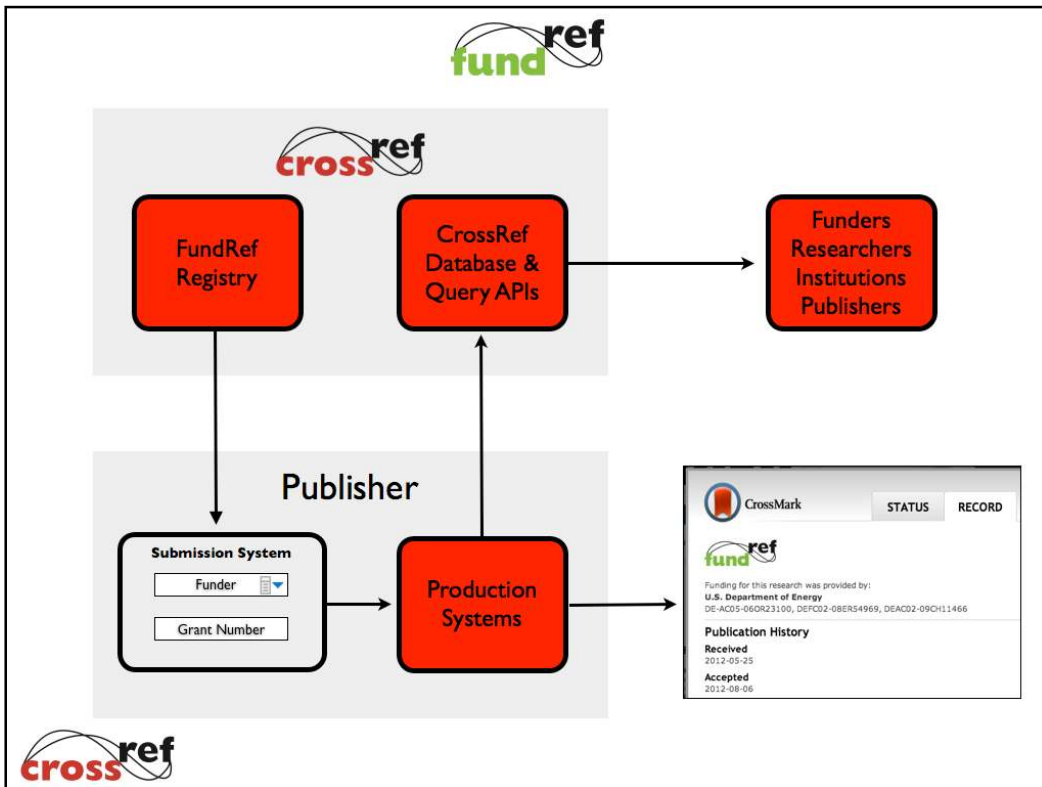 fundref
crossref
FundRef
Registry
CrossRef
Database &
Query APIs
Funders
Researchers
Institutions
Publishers
Publisher
Submission System
Funder
Grant Number
Production
Systems
CrossMark
STATUS
RECORD
fundref
Funding for this research was provided by:
U.S. Department of Energy
DE-AC05-06OR23100, DEFC02-08ER54969, DEAC02-09CH11466
Publication History
Received
2012-05-25
Accepted
2012-08-06
crossref